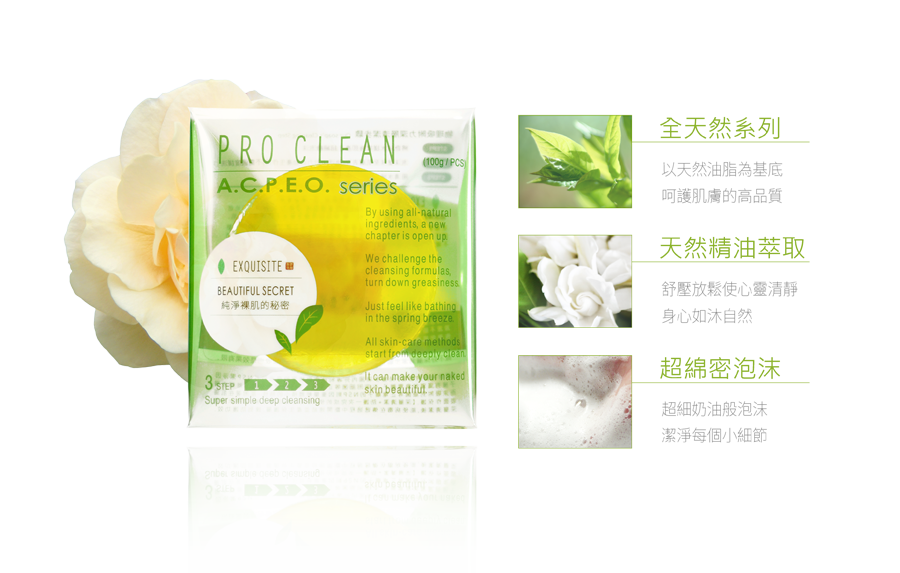 PRO CLEAN
(100g / PCS)
A.C.P.E.O. series
By using all-natural
ingredients, a new
chapter is open up.
We challenge the
cleansing formulas,
turn down greasiness.
Just feel like bathing
in the spring breeze.
All skin-care methods
start from deeply clean.
It can make your naked
skin beautiful.
EXQUISITE
BEAUTIFUL SECRET
純淨裸肌的秘密
3 STEP 1 2 3
Super simple deep cleansing
全天然系列
以天然油脂為基底
呵護肌膚的高品質
天然精油萃取
舒壓放鬆使心靈清靜
身心如沐自然
超綿密泡沫
超細奶油般泡沫
潔淨每個小細節